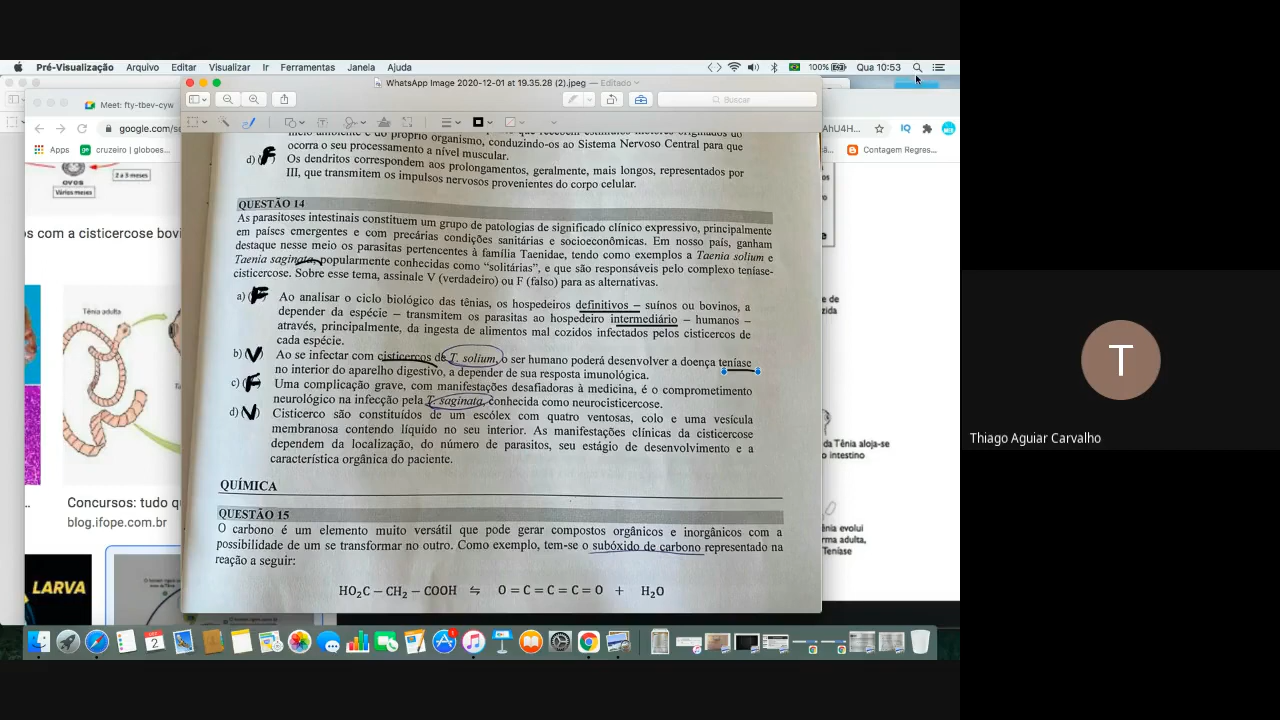 Pré-Visualização Arquivo Editar Visualizar Ir Ferramentas Janela Ajuda 100% Qua 10:53
WhatsApp Image 2020-12-01 at 19.35.28 (2).jpeg — Editado
Meet: fty-tbev-cyw
Buscar
google.com/se
AhU4H...
Apps cruzeiro | globoes...
Contagem Regres...
2 a 3 meses
OVOS
Vários meses
os com a cisticercose bovi
Tênia adulta
Concursos: tudo qu
blog.ifope.com.br
LARVA
ocorra o seu processamento a nível muscular.
d) (F) Os dendritos correspondem aos prolongamentos, geralmente, mais longos, representados por
III, que transmitem os impulsos nervosos provenientes do corpo celular.
QUESTÃO 14
As parasitoses intestinais constituem um grupo de patologias de significado clínico expressivo, principalmente
em países emergentes e com precárias condições sanitárias e socioeconômicas. Em nosso país, ganham
destaque nesse meio os parasitas pertencentes à família Taenidae, tendo como exemplos a Taenia solium e
Taenia saginata, popularmente conhecidas como “solitárias”, e que são responsáveis pelo complexo teníase-
cisticercose. Sobre esse tema, assinale V (verdadeiro) ou F (falso) para as alternativas.
a) (F) Ao analisar o ciclo biológico das tênias, os hospedeiros definitivos – suínos ou bovinos, a
depender da espécie – transmitem os parasitas ao hospedeiro intermediário – humanos –
através, principalmente, da ingesta de alimentos mal cozidos infectados pelos cisticercos de
cada espécie.
b) (V) Ao se infectar com cisticercos de T. solium, o ser humano poderá desenvolver a doença teníase
no interior do aparelho digestivo, a depender de sua resposta imunológica.
c) (F) Uma complicação grave, com manifestações desafiadoras à medicina, é o comprometimento
neurológico na infecção pela T. saginata, conhecida como neurocisticercose.
d) (V) Cisticerco são constituídos de um escólex com quatro ventosas, colo e uma vesícula
membranosa contendo líquido no seu interior. As manifestações clínicas da cisticercose
dependem da localização, do número de parasitos, seu estágio de desenvolvimento e a
característica orgânica do paciente.
QUÍMICA
QUESTÃO 15
O carbono é um elemento muito versátil que pode gerar compostos orgânicos e inorgânicos com a
possibilidade de um se transformar no outro. Como exemplo, tem-se o subóxido de carbono representado na
reação a seguir:
HO₂C – CH₂ – COOH ⇋ O = C = C = C = O + H₂O
da Tênia aloja-se
o intestino
ênia evolui
rma adulta,
Teníase
T
Thiago Aguiar Carvalho